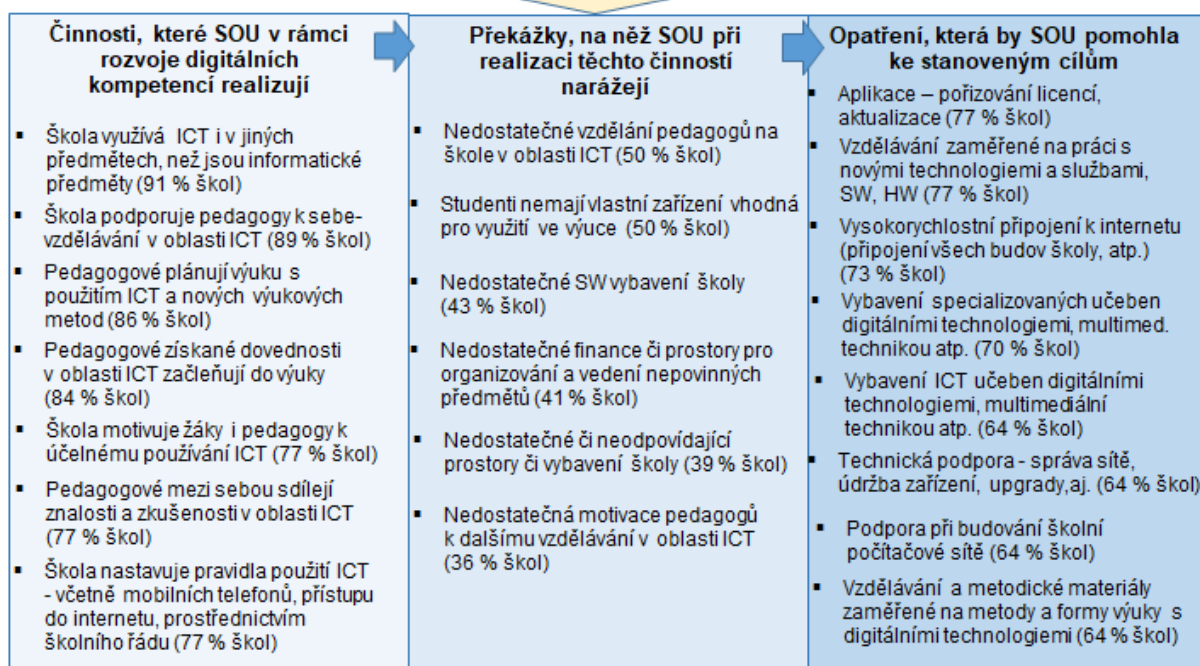 Činnosti, které SOU v rámci
rozvoje digitálních
kompetencí realizují
▪ Škola využívá ICT i v jiných
předmětech, než jsou informatické
předměty (91 % škol)
▪ Škola podporuje pedagogy k sebe-
vzdělávání v oblasti ICT (89 % škol)
▪ Pedagogové plánují výuku s
použitím ICT a nových výukových
metod (86 % škol)
▪ Pedagogové získané dovednosti
v oblasti ICT začleňují do výuky
(84 % škol)
▪ Škola motivuje žáky i pedagogy k
účelnému používání ICT (77 % škol)
▪ Pedagogové mezi sebou sdílejí
znalosti a zkušenosti v oblasti ICT
(77 % škol)
▪ Škola nastavuje pravidla použití ICT
- včetně mobilních telefonů, přístupu
do internetu, prostřednictvím
školního řádu (77 % škol)
Překážky, na něž SOU při
realizaci těchto činností
narážejí
▪ Nedostatečné vzdělání pedagogů na
škole v oblasti ICT (50 % škol)
▪ Studenti nemají vlastní zařízení vhodná
pro využití ve výuce (50 % škol)
▪ Nedostatečné SW vybavení školy
(43 % škol)
▪ Nedostatečné finance či prostory pro
organizování a vedení nepovinných
předmětů (41 % škol)
▪ Nedostatečné či neodpovídající
prostory či vybavení školy (39 % škol)
▪ Nedostatečná motivace pedagogů
k dalšímu vzdělávání v oblasti ICT
(36 % škol)
Opatření, která by SOU pomohla
ke stanoveným cílům
▪ Aplikace – pořizování licencí,
aktualizace (77 % škol)
▪ Vzdělávání zaměřené na práci s
novými technologiemi a službami,
SW, HW (77 % škol)
▪ Vysokorychlostní připojení k internetu
(připojení všech budov školy, atp.)
(73 % škol)
▪ Vybavení specializovaných učeben
digitálními technologiemi, multimed.
technikou atp. (70 % škol)
▪ Vybavení ICT učeben digitálními
technologiemi, multimediální
technikou atp. (64 % škol)
▪ Technická podpora - správa sítě,
údržba zařízení, upgrady,aj. (64 % škol)
▪ Podpora při budování školní
počítačové sítě (64 % škol)
▪ Vzdělávání a metodické materiály
zaměřené na metody a formy výuky s
digitálními technologiemi (64 % škol)